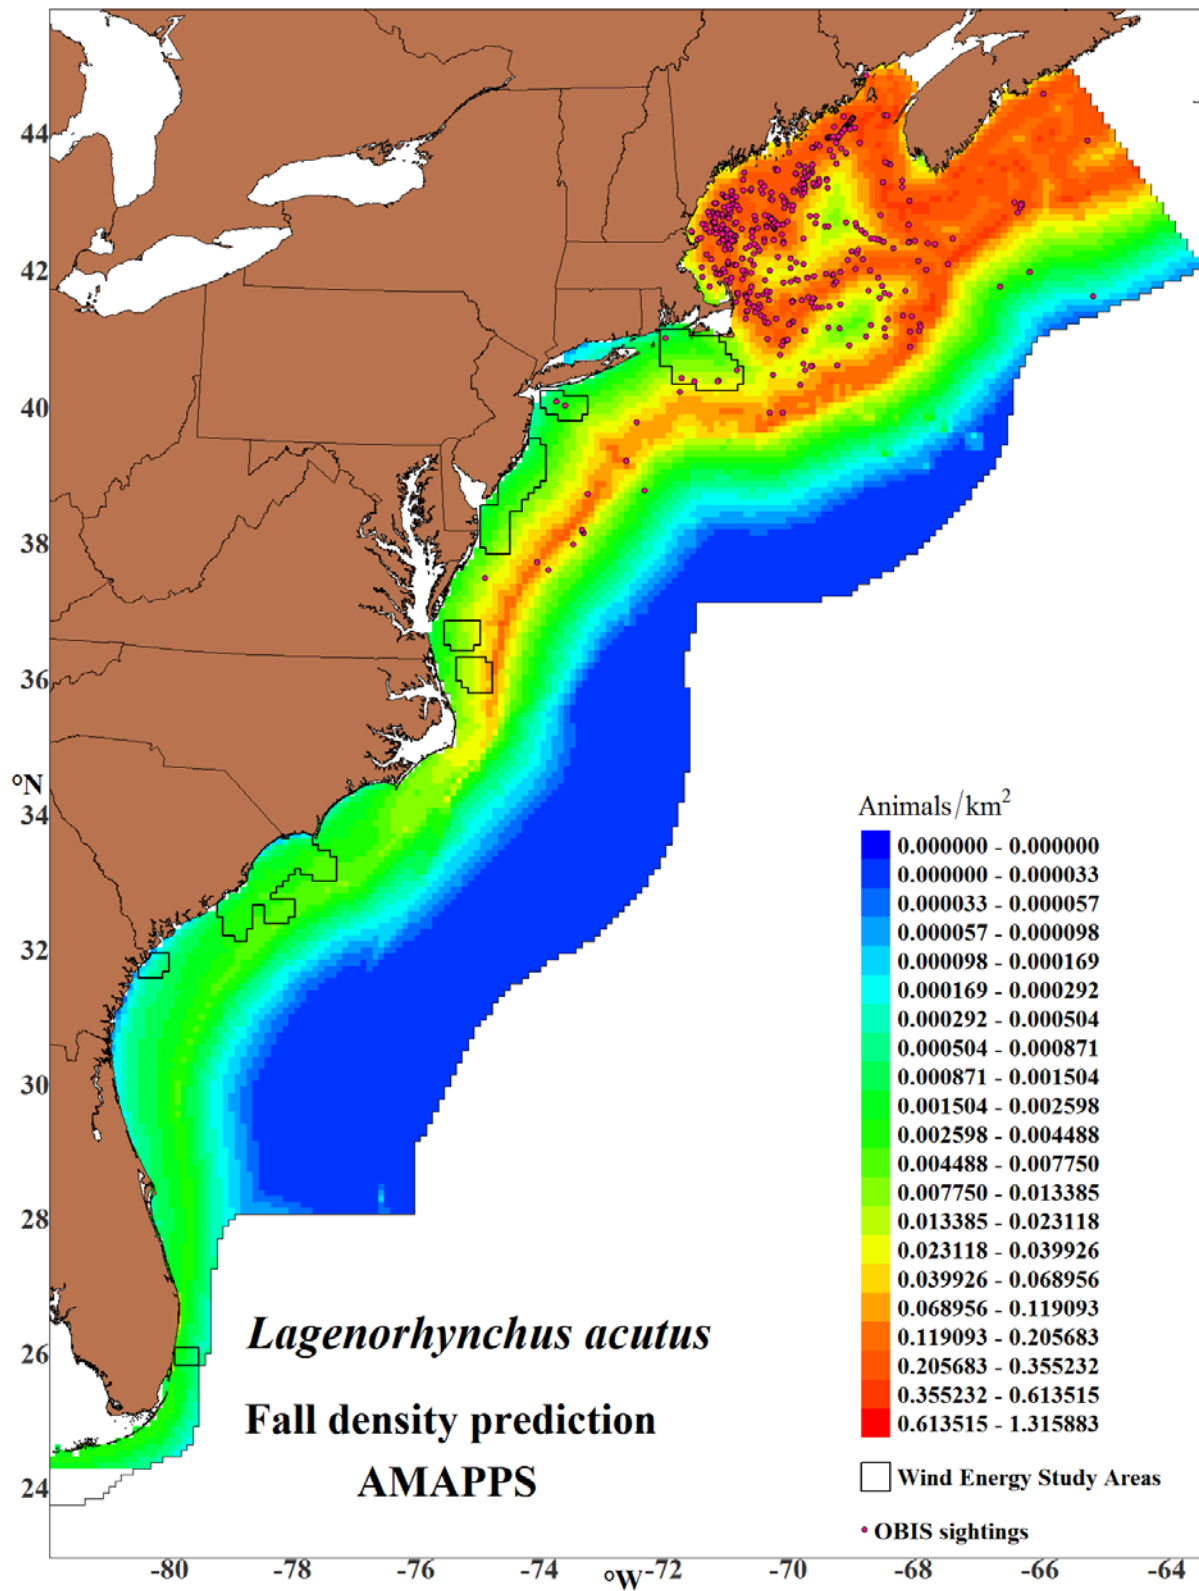 44
42
40
38
36
°N
34
32
30
28
26
24
Animals/km²
0.000000 - 0.000000
0.000000 - 0.000033
0.000033 - 0.000057
0.000057 - 0.000098
0.000098 - 0.000169
0.000169 - 0.000292
0.000292 - 0.000504
0.000504 - 0.000871
0.000871 - 0.001504
0.001504 - 0.002598
0.002598 - 0.004488
0.004488 - 0.007750
0.007750 - 0.013385
0.013385 - 0.023118
0.023118 - 0.039926
0.039926 - 0.068956
0.068956 - 0.119093
0.119093 - 0.205683
0.205683 - 0.355232
0.355232 - 0.613515
0.613515 - 1.315883
Wind Energy Study Areas
OBIS sightings
Lagenorhynchus acutus
Fall density prediction
AMAPPS
-80 -78 -76 -74 °W -72 -70 -68 -66 -64